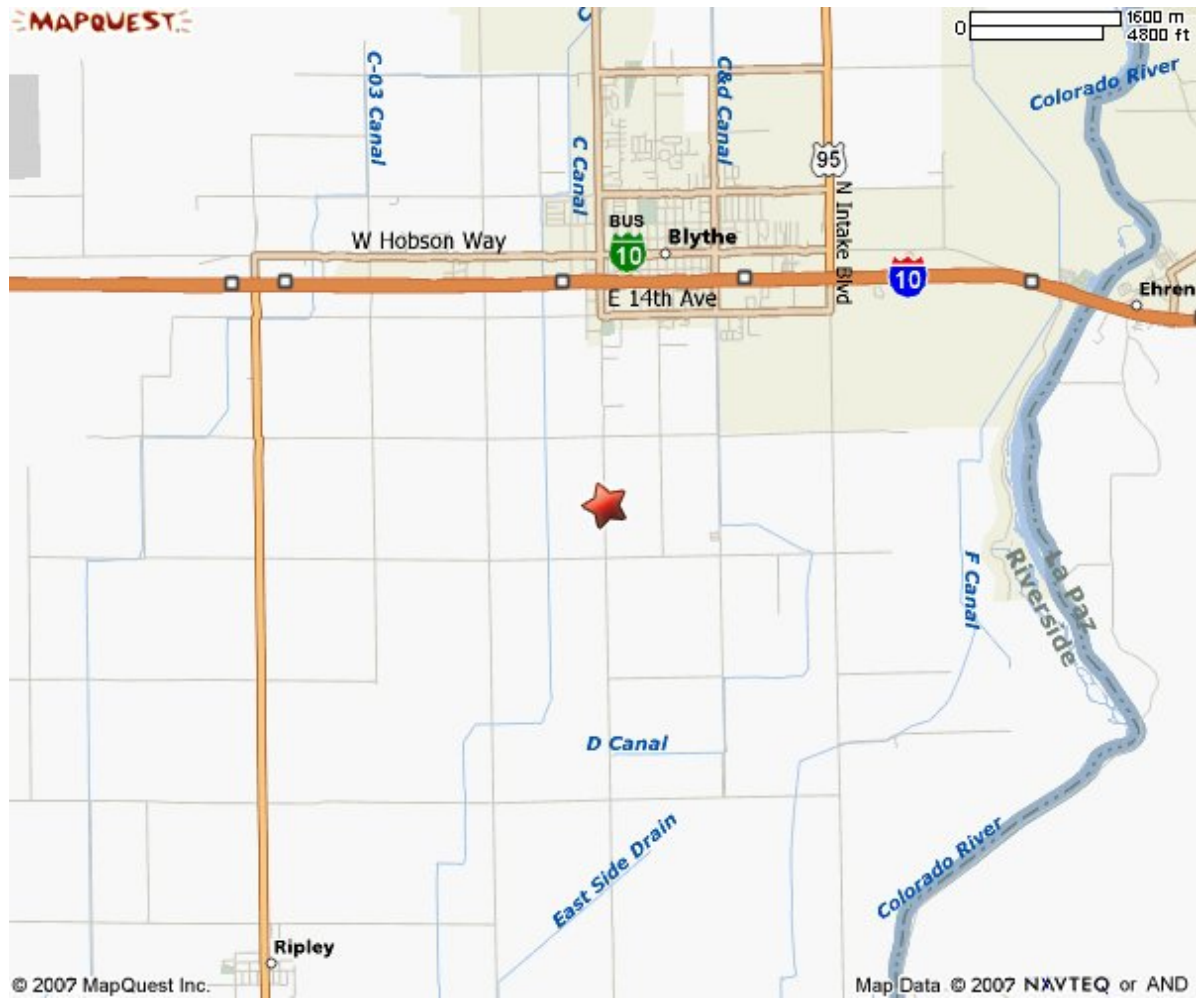 MAPQUEST
0
1600 m
4800 ft
C
C-03 Canal
C&d Canal
Colorado River
C Canal
95
N Intake Blvd
BUS
10
Blythe
W Hobson Way
10
E 14th Ave
Ehren
F Canal
La Paz
Riverside
D Canal
East Side Drain
Colorado River
Ripley
© 2007 MapQuest Inc.
Map Data © 2007 NAVTEQ or AND